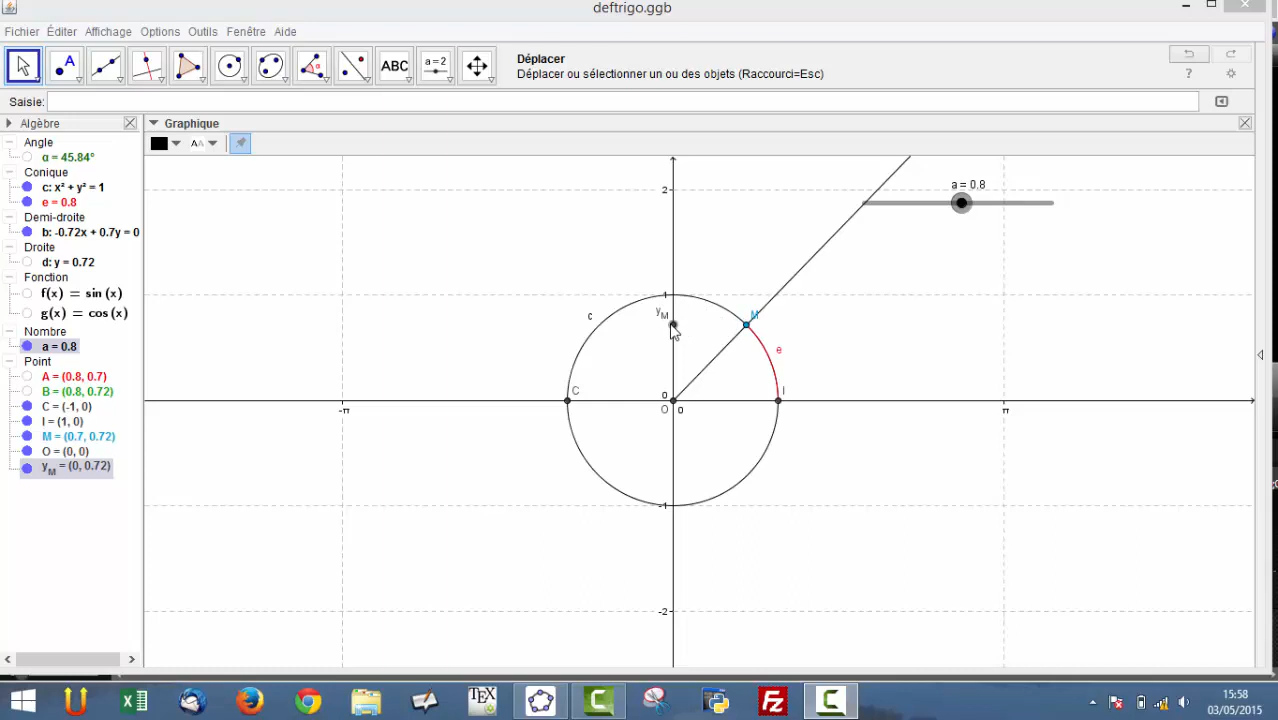 deftrigo.ggb
Fichier Éditer Affichage Options Outils Fenêtre Aide
A ABC a = 2
Déplacer
Déplacer ou sélectionner un ou des objets(Raccourci=Esc)
?
Saisie:
Algèbre
Graphique
AA
Angle
α = 45.84°
Conique
c: x² + y² = 1
e = 0.8
Demi-droite
b: -0.72x + 0.7y = 0
Droite
d: y = 0.72
Fonction
f(x) = sin (x)
g(x) = cos (x)
Nombre
a = 0.8
Point
A = (0.8, 0.7)
B = (0.8, 0.72)
C = (-1, 0)
I = (1, 0)
M = (0.7, 0.72)
O = (0, 0)
yM = (0, 0.72)
2
a = 0.8
1
c
yM
M
e
C
0
I
-π
O
0
π
-1
-2
TEX
Fz
15:58
03/05/2015